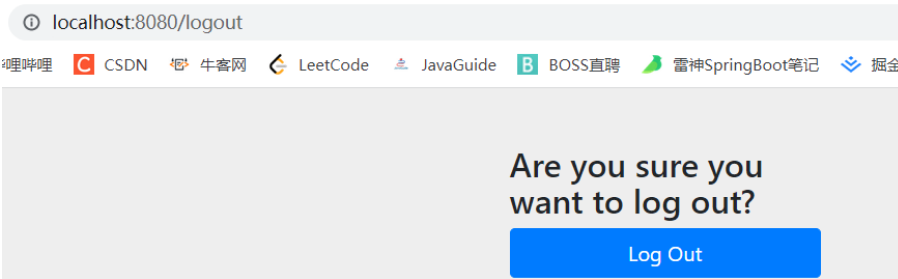 localhost:8080/logout
哔哩哔哩 CSDN 牛客网 LeetCode JavaGuide BOSS直聘 雷神SpringBoot笔记 掘金
Are you sure you
want to log out?
Log Out